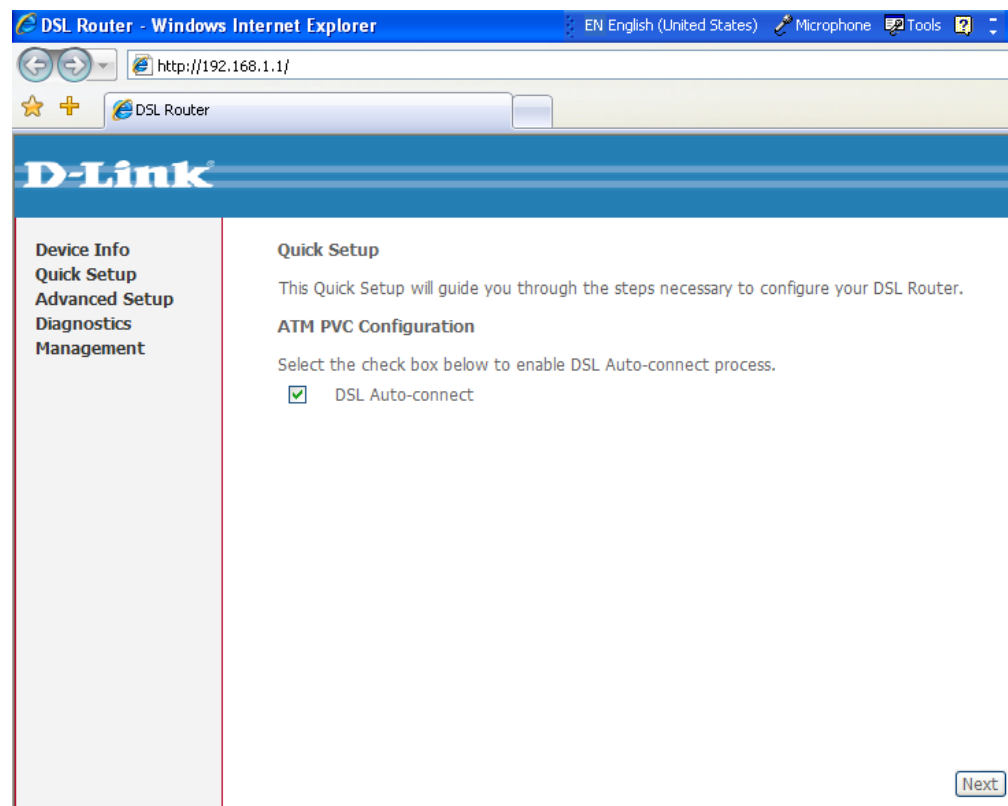 DSL Router - Windows Internet Explorer
EN English (United States) Microphone Tools ?
http://192.168.1.1/
DSL Router
D-Link®
Device Info
Quick Setup
Advanced Setup
Diagnostics
Management
Quick Setup
This Quick Setup will guide you through the steps necessary to configure your DSL Router.
ATM PVC Configuration
Select the check box below to enable DSL Auto-connect process.
DSL Auto-connect
Next